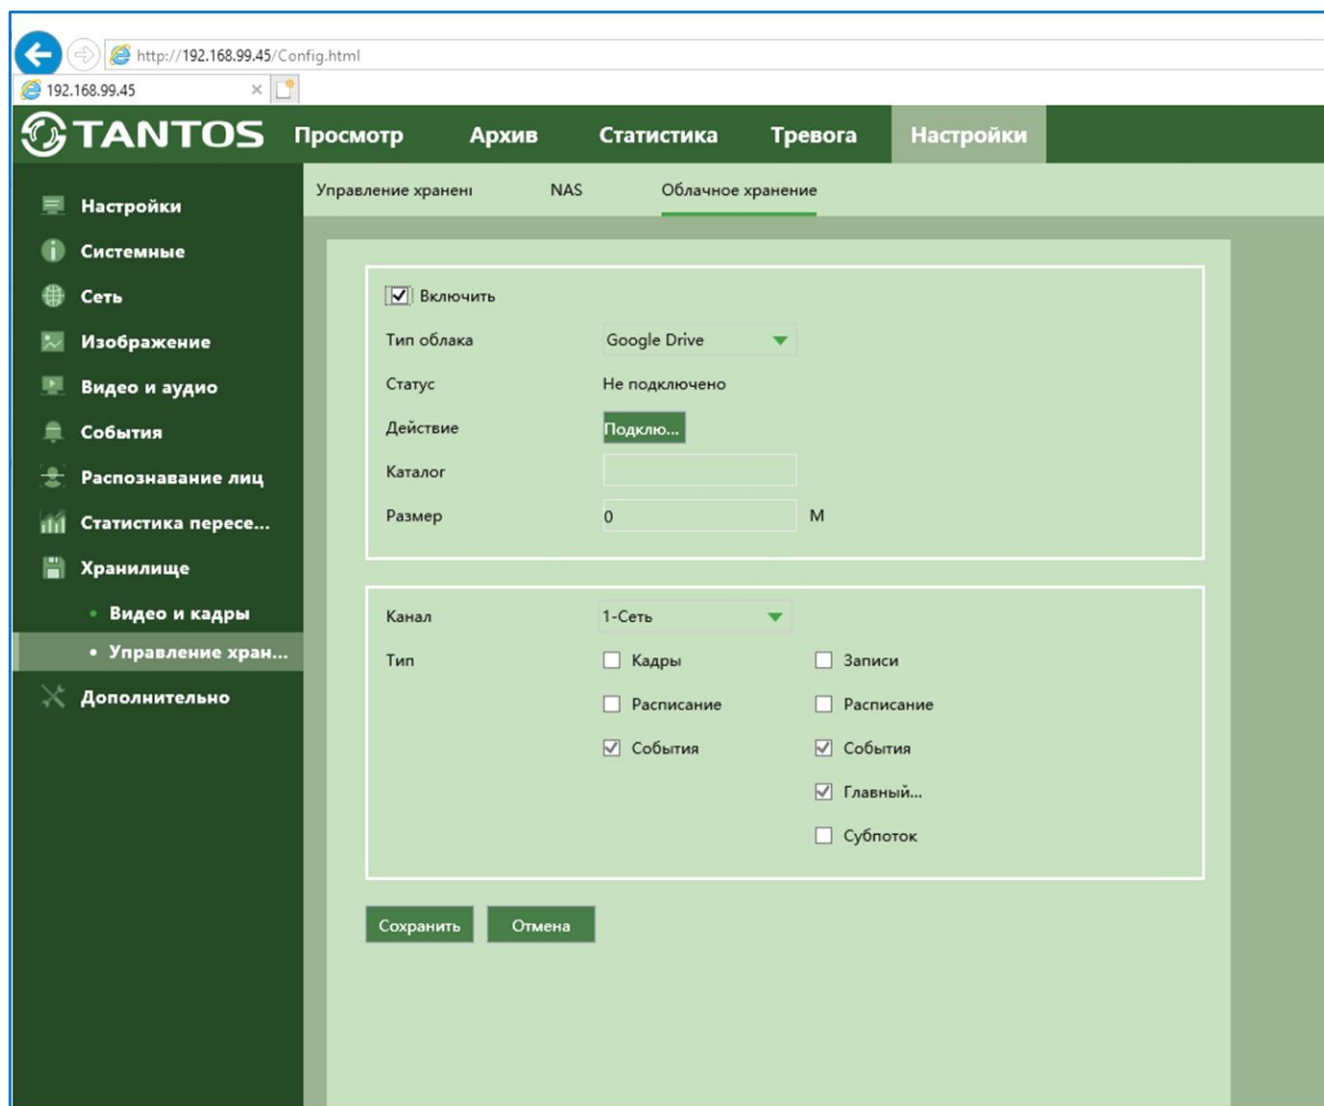 http://192.168.99.45/Config.html
192.168.99.45
TANTOS Просмотр Архив Статистика Тревога Настройки
Управление хранені NAS Облачное хранение
Настройки
Системные
Сеть
Изображение
Видео и аудио
События
Распознавание лиц
Статистика пересе...
Хранилище
Видео и кадры
Управление хран...
Дополнительно
Включить
Тип облака Google Drive
Статус Не подключено
Действие Подклю...
Каталог
Размер 0 М
Канал 1-Сеть
Тип Кадры Записи
Расписание Расписание
События События
Главный...
Субпоток
Сохранить Отмена